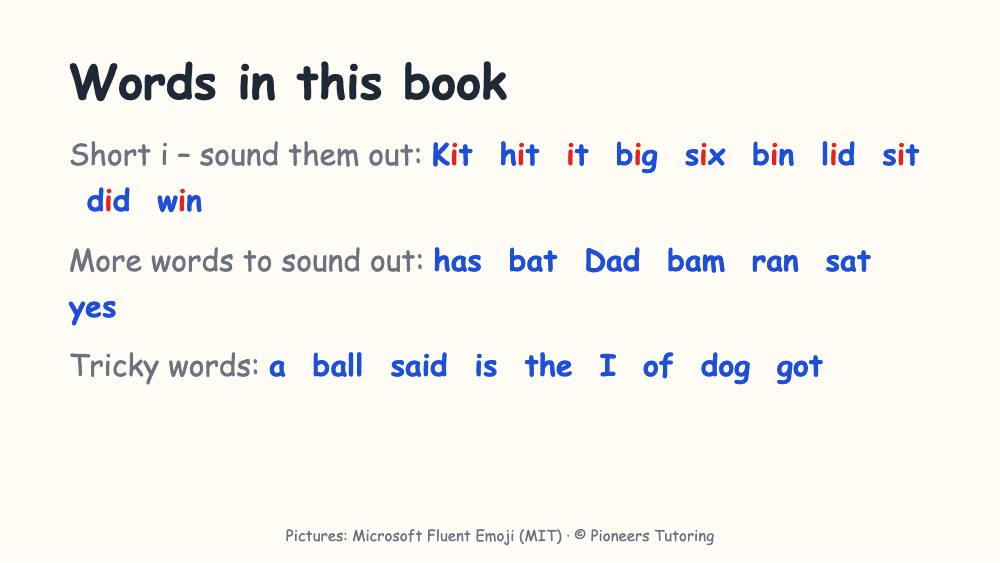 Words in this book
Short i – sound them out: Kit hit it big six bin lid sit
did win
More words to sound out: has bat Dad bam ran sat
yes
Tricky words: a ball said is the I of dog got
Pictures: Microsoft Fluent Emoji (MIT) · © Pioneers Tutoring